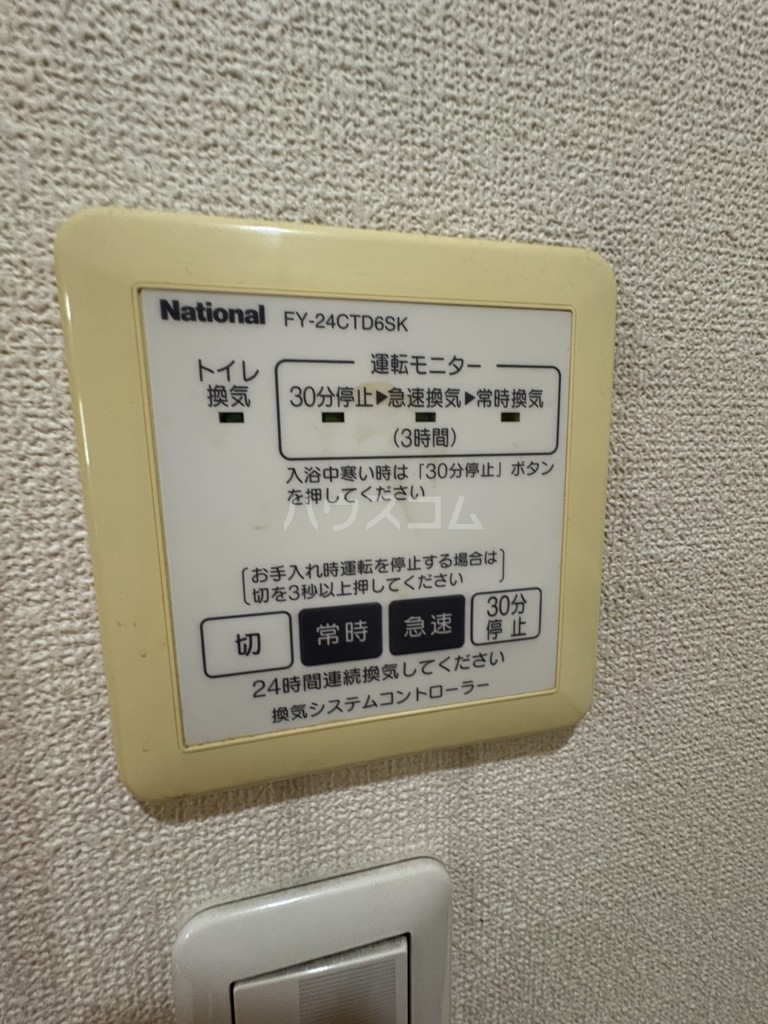 National FY-24CTD6SK
トイレ
換気
運転モニター
30分停止▶急速換気▶常時換気
(3時間)
入浴中寒い時は「30分停止」ボタン
を押してください
ハウスコム
お手入れ時運転を停止する場合は
切を3秒以上押してください
切 常時 急速 30分
停止
24時間連続換気してください
換気システムコントローラー